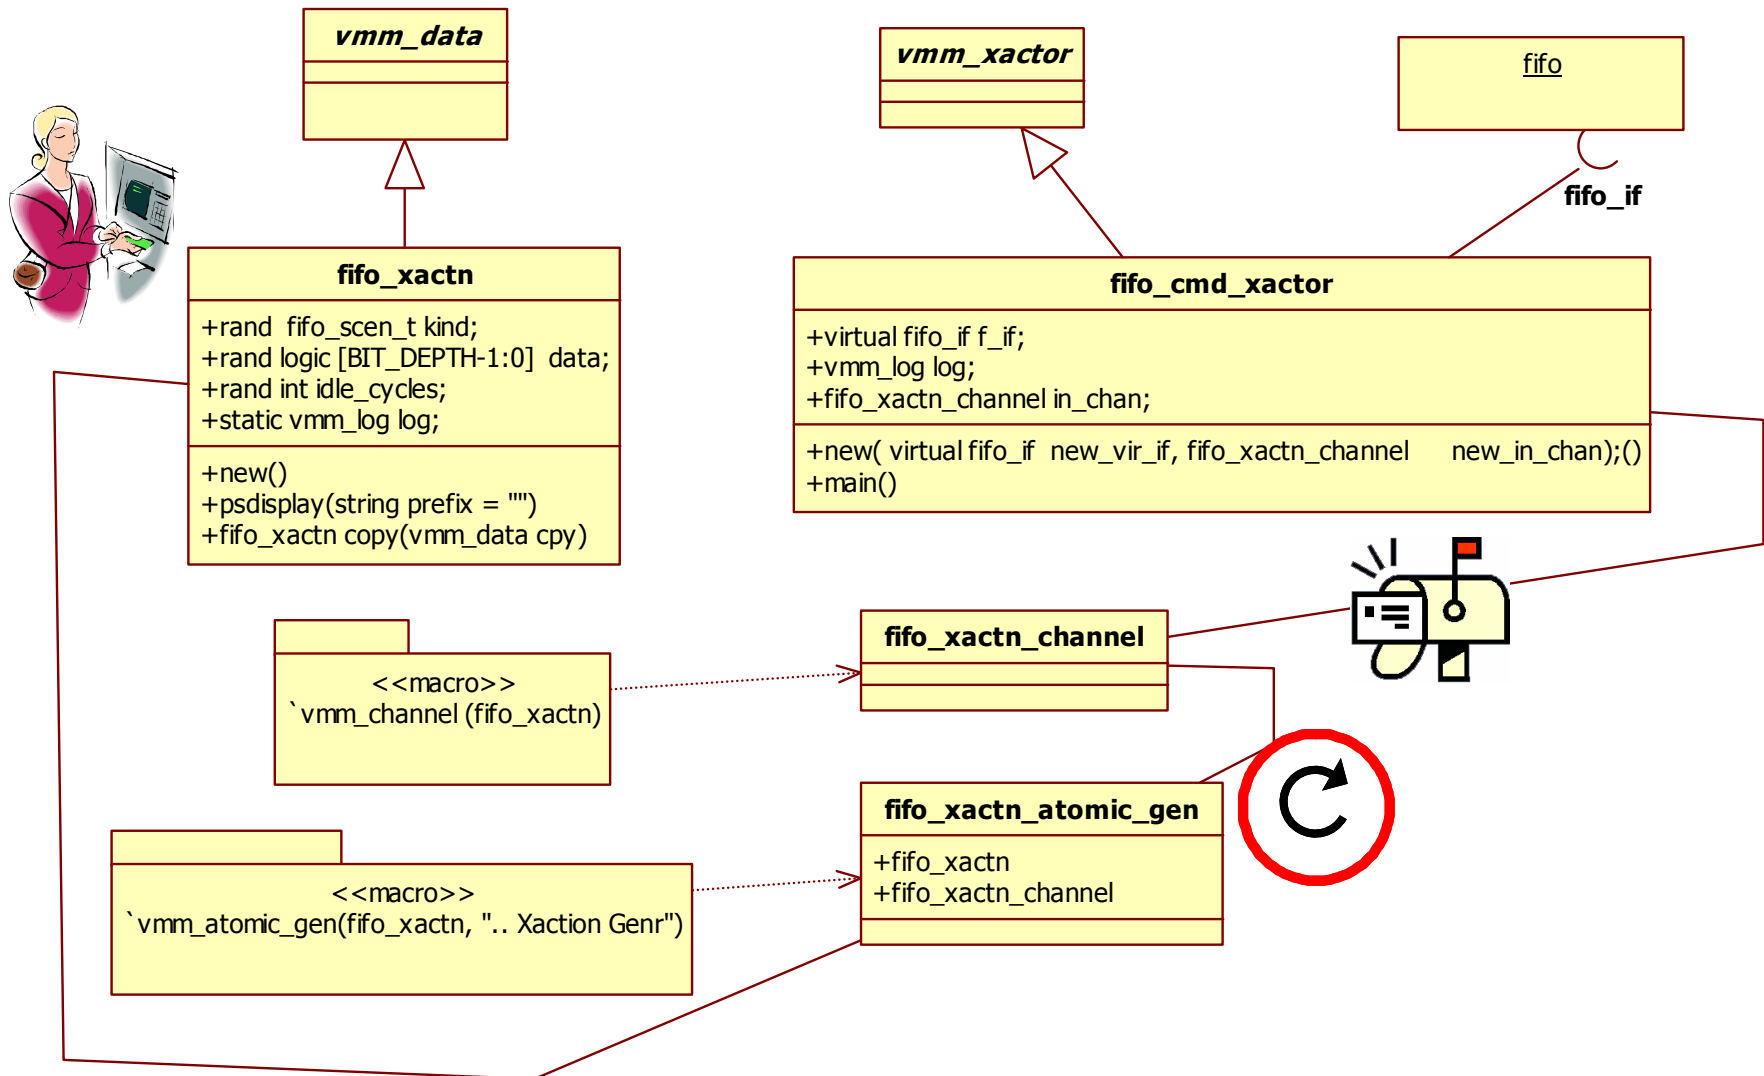 vmm_data
vmm_xactor
fifo
fifo_if
fifo_xactn
+rand  fifo_scen_t kind;
+rand logic [BIT_DEPTH-1:0]  data;
+rand int idle_cycles;
+static vmm_log log;
+new()
+psdisplay(string prefix = "")
+fifo_xactn copy(vmm_data cpy)
fifo_cmd_xactor
+virtual fifo_if f_if;
+vmm_log log;
+fifo_xactn_channel in_chan;
+new( virtual fifo_if  new_vir_if, fifo_xactn_channel     new_in_chan);()
+main()
<<macro>>
`vmm_channel (fifo_xactn)
fifo_xactn_channel
<<macro>>
`vmm_atomic_gen(fifo_xactn, ".. Xaction Genr")
fifo_xactn_atomic_gen
+fifo_xactn
+fifo_xactn_channel